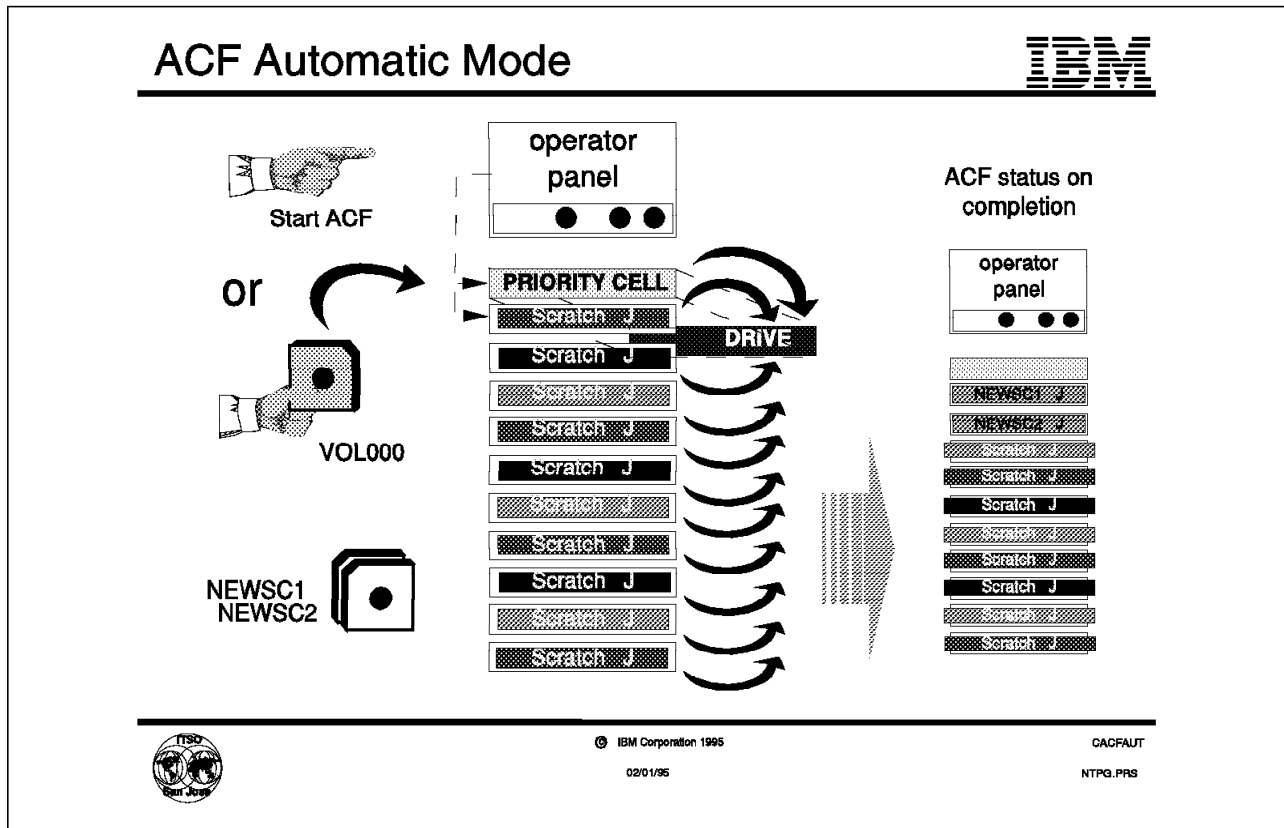 ACF Automatic Mode
IBM
Start ACF
or
VOL000
NEWSC1
NEWSC2
operator
panel
PRIORITY CELL
Scratch J
DRIVE
Scratch J
Scratch J
Scratch J
Scratch J
Scratch J
Scratch J
Scratch J
Scratch J
Scratch J
ACF status on
completion
operator
panel
NEWSC1 J
NEWSC2 J
Scratch J
Scratch J
Scratch J
Scratch J
Scratch J
Scratch J
Scratch J
Scratch J
ITSO
San Jose
© IBM Corporation 1995
02/01/95
CACFAUT
NTPG.PRS